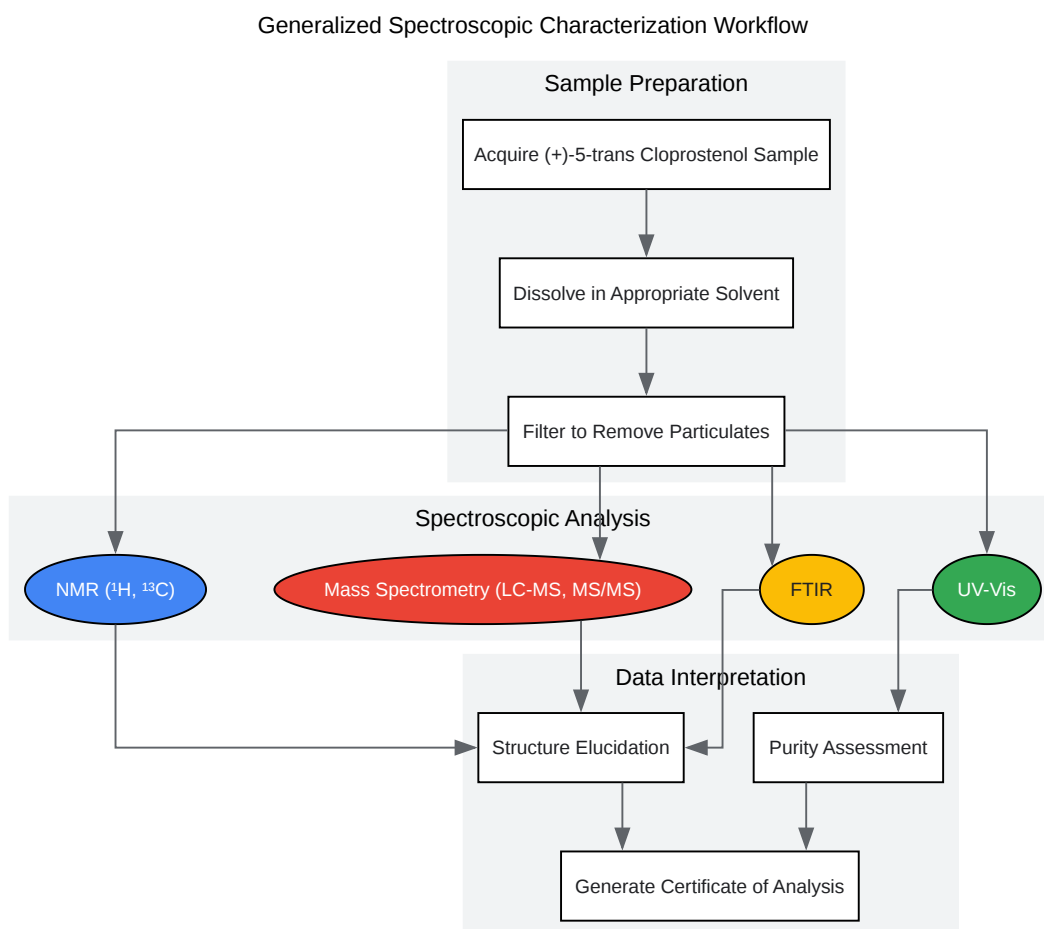 Generalized Spectroscopic Characterization Workflow
Sample Preparation
Acquire (+)-5-trans Cloprostenol Sample
Dissolve in Appropriate Solvent
Filter to Remove Particulates
Spectroscopic Analysis
NMR (¹H, ¹³C)
Mass Spectrometry (LC-MS, MS/MS)
FTIR
UV-Vis
Data Interpretation
Structure Elucidation
Purity Assessment
Generate Certificate of Analysis